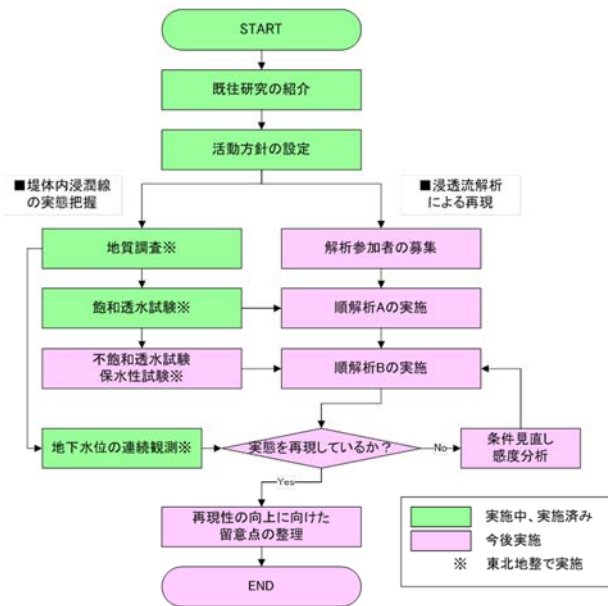 START
既往研究の紹介
活動方針の設定
■堤体内浸潤線
の実態把握
■浸透流解析
による再現
地質調査※
解析参加者の募集
飽和透水試験※
順解析Aの実施
不飽和透水試験
保水性試験※
順解析Bの実施
地下水位の連続観測※
実態を再現しているか？
No
条件見直し
感度分析
Yes
再現性の向上に向けた
留意点の整理
END
実施中、実施済み
今後実施
※ 東北地整で実施